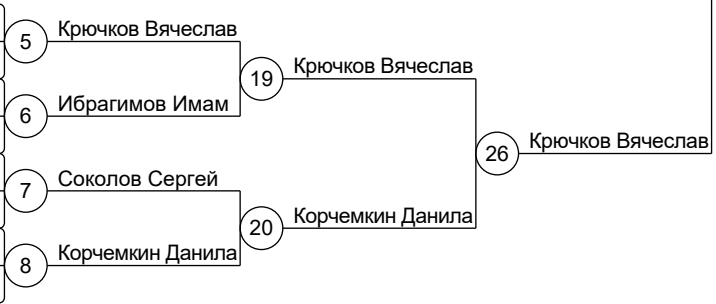 5 Крючков Вячеслав
19 Крючков Вячеслав
6 Ибрагимов Имам
26 Крючков Вячеслав
7 Соколов Сергей
20 Корчемкин Данила
8 Корчемкин Данила